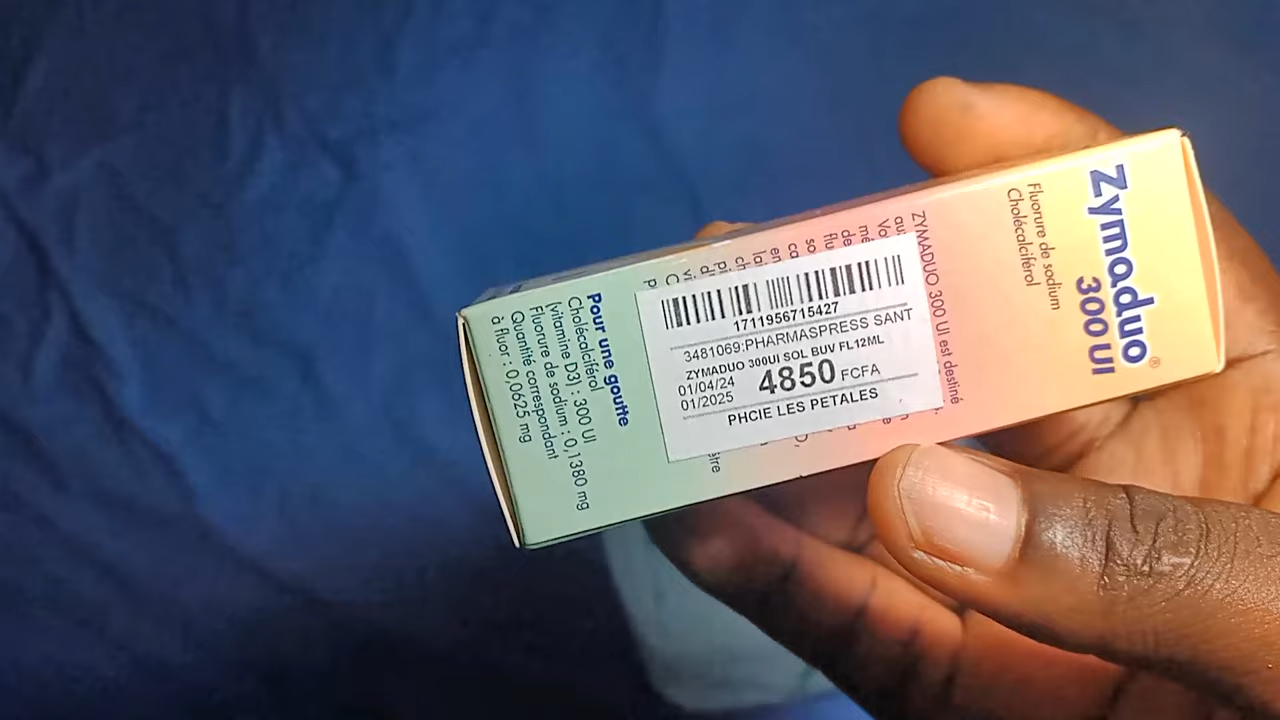 Zymaduo®
300 UI
Fluorure de sodium
Cholécalciférol
ZYMADUO 300 UI est destiné
1711956715427
3481069:PHARMASPRESS SANT
ZYMADUO 300UI SOL BUV FL12ML
01/04/24
4850 FCFA
01/2025
PHCIE LES PETALES
Pour une goutte
Cholécalciférol
(vitamine D3) : 300 UI
Fluorure de sodium : 0,1380 mg
Quantité correspondant
à fluor : 0,0625 mg